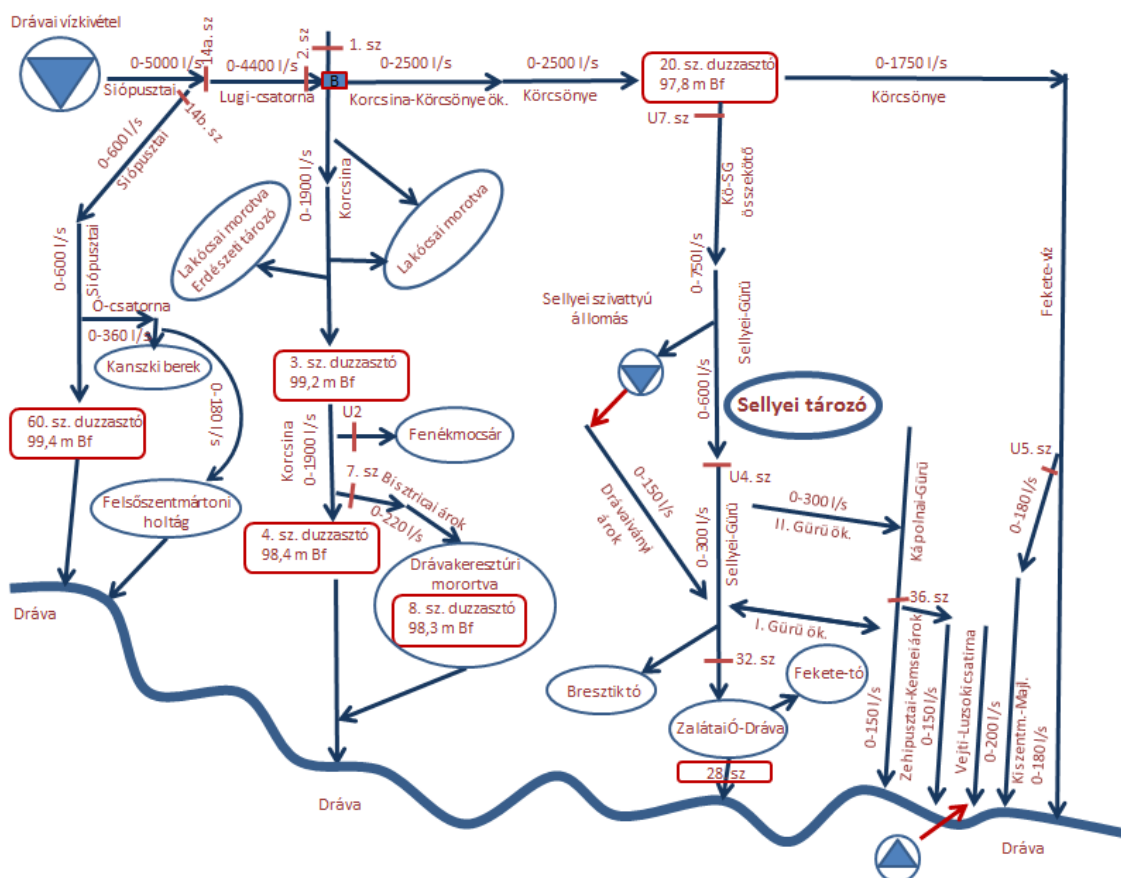 Drávai vízkivétel
14a. sz
2. sz
1. sz
0-5000 l/s
0-4400 l/s
0-2500 l/s
0-2500 l/s
20. sz. duzzasztó
97,8 m Bf
0-1750 l/s
Siópusztai
Lugi-csatorna
B
Korcsina-Körcsönye ök.
Körcsönye
Körcsönye
14b. sz
U7. sz
0-600 l/s
Siópusztai
0-1900 l/s
Korcsina
Kö-SG
összekötő
Lakócsai morotva
Erdészeti tározó
Lakócsai morotva
0-600 l/s
Siópusztai
0-750 l/s
Fekete-víz
Ó-csatorna
0-360 l/s
Sellyei szivattyú
állomás
Sellyei-Gürü
Kanszki berek
3. sz. duzzasztó
99,2 m Bf
0-600 l/s
Sellyei tározó
0-180 l/s
60. sz. duzzasztó
99,4 m Bf
Korcsina
0-1900 l/s
U2
Fenékmocsár
U5. sz
7. sz
Bisztricai árok
0-220 l/s
U4. sz
0-150 l/s
Drávaiványi
árok
0-300 l/s
II. Gürü ök.
Kápolnai-Gürü
0-180 l/s
Felsőszentmártoni
holtág
4. sz. duzzasztó
98,4 m Bf
0-300 l/s
Sellyei-Gürü
Drávakeresztúri
morortva
8. sz. duzzasztó
98,3 m Bf
36. sz
Dráva
I. Gürü ök.
32. sz
Fekete-tó
Bresztik tó
Zalátai Ó-Dráva
0-150 l/s
Zehipusztai-Kemsei árok
0-150 l/s
Vejti-Luzsoki csatirna
0-200 l/s
Kiszentm.-Majl.
0-180 l/s
28. sz
Dráva
Dráva